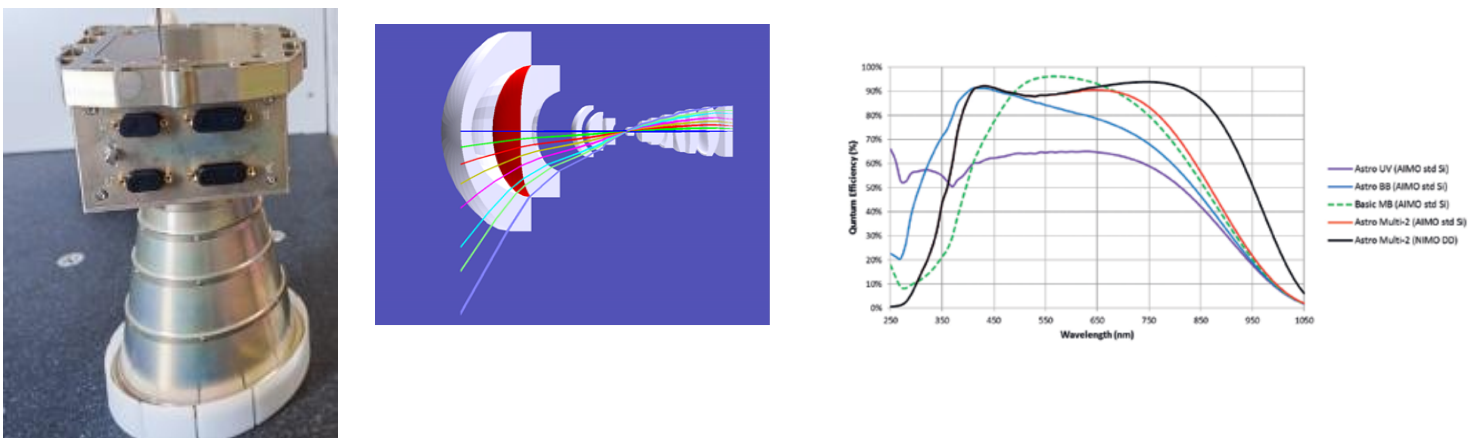 100%
90%
80%
70%
60%
50%
40%
30%
20%
10%
0%
Quntum Efficiency (%)
250 350 450 550 650 750 850 950 1050
Wavelength (nm)
Astro UV (AIMO std Si)
Astro BB (AIMO std Si)
Basic MB (AIMO std Si)
Astro Multi-2 (AIMO std Si)
Astro Multi-2 (NIMO DD)